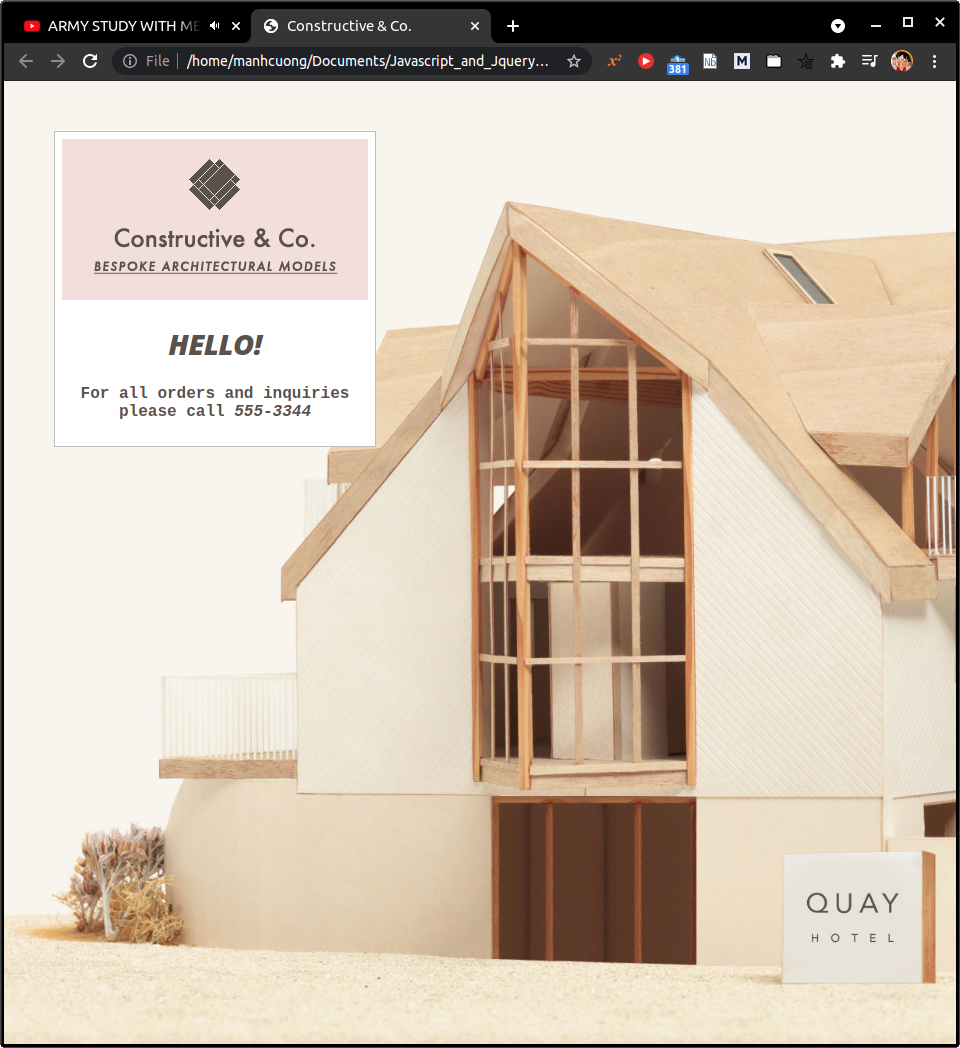 ARMY STUDY WITH ME
Constructive & Co.
File
/home/manhcuong/Documents/Javascript_and_Jquery…
x²
381
M
Constructive & Co.
BESPOKE ARCHITECTURAL MODELS
HELLO!
For all orders and inquiries
please call 555-3344
QUAY
HOTEL